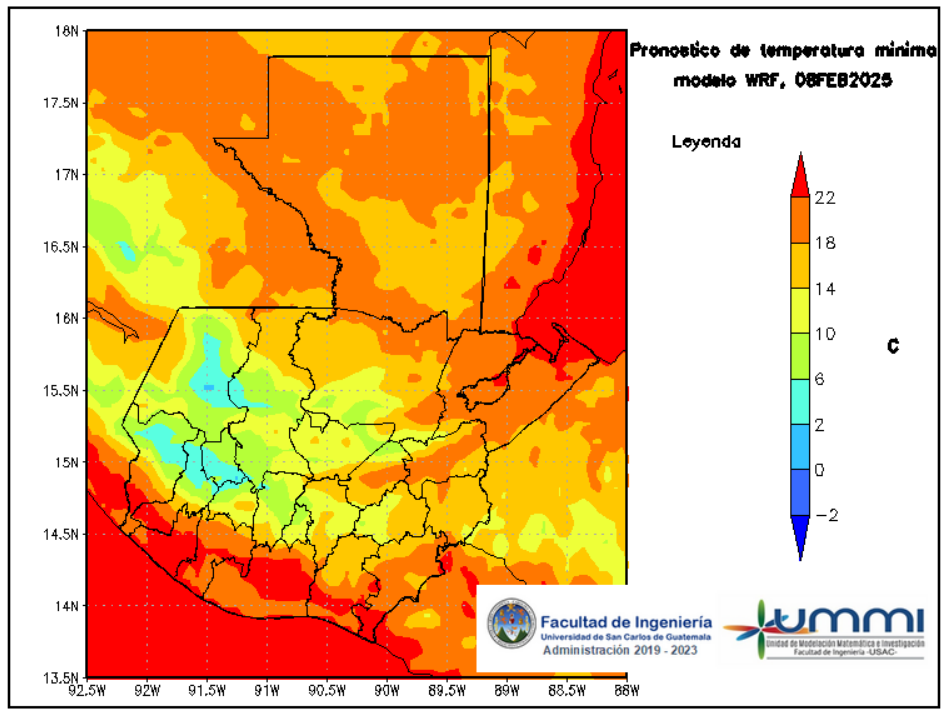 Pronostico de temperatura minima
modelo WRF, 08FEB2025
Leyenda
22
18
14
10
6
2
0
−2
C
18N
17.5N
17N
16.5N
16N
15.5N
15N
14.5N
14N
13.5N
92.5W
92W
91.5W
91W
90.5W
90W
89.5W
89W
88.5W
88W
Facultad de Ingeniería
Universidad de San Carlos de Guatemala
Administración 2019 - 2023
UMMI
Unidad de Modelación Matemática e Investigación
Facultad de Ingeniería -USAC-